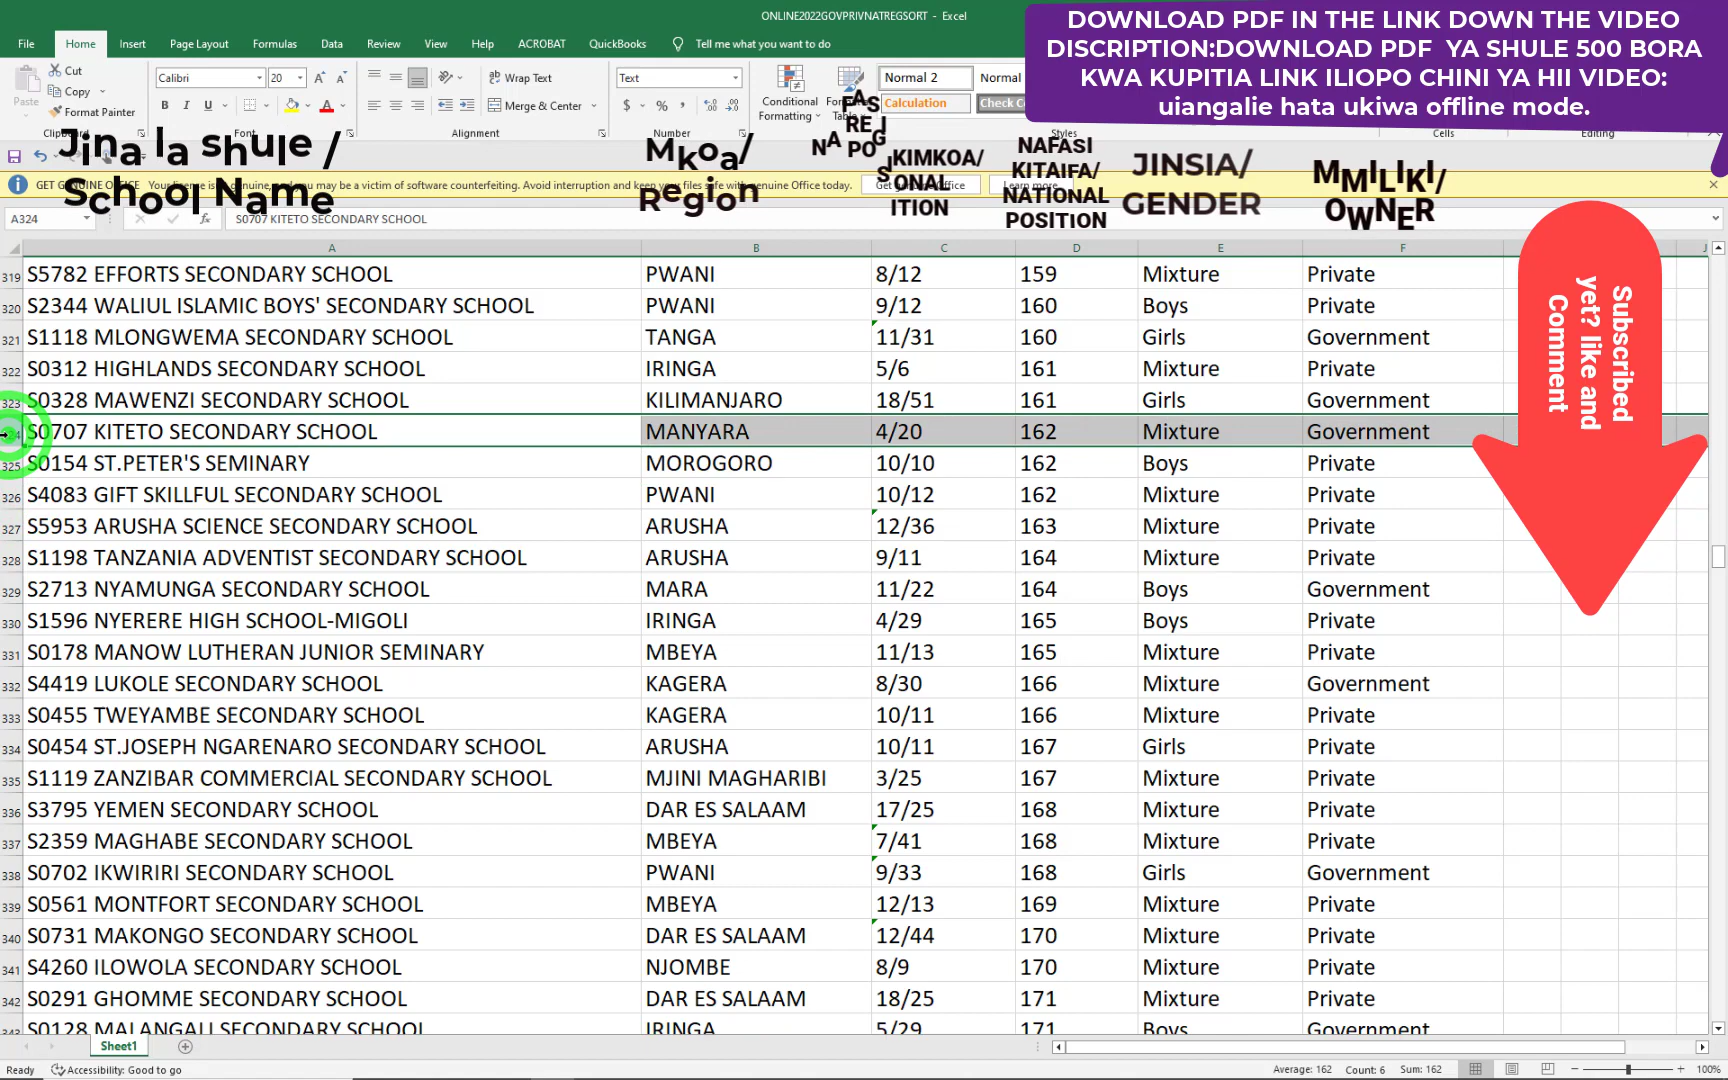 ONLINE2022GOVPRIVNATREGSORT - Excel
DOWNLOAD PDF IN THE LINK DOWN THE VIDEO
DISCRIPTION:DOWNLOAD PDF YA SHULE 500 BORA
KWA KUPITIA LINK ILIOPO CHINI YA HII VIDEO:
uiangalie hata ukiwa offline mode.
File Home Insert Page Layout Formulas Data Review View Help ACROBAT QuickBooks Tell me what you want to do
Cut
Copy
Format Painter
Paste
Clipboard
Calibri 20
B I U
Font
Wrap Text
Merge & Center
Alignment
Text
$ % ,
Number
Conditional
Formatting
Table
Normal 2 Normal
Calculation
Styles
Cells
Editing
Jina la shule /
School Name
Mkoa/
Region
NAFASI
KITAIFA/
NATIONAL
POSITION
JINSIA/
GENDER
MMILIKI/
OWNER
GET GENUINE OFFICE Your license isn't genuine, and you may be a victim of software counterfeiting. Avoid interruption and keep your files safe with genuine Office today.
A324 fx S0707 KITETO SECONDARY SCHOOL
A B C D E F J
319 S5782 EFFORTS SECONDARY SCHOOL PWANI 8/12 159 Mixture Private
320 S2344 WALIUL ISLAMIC BOYS' SECONDARY SCHOOL PWANI 9/12 160 Boys Private
321 S1118 MLONGWEMA SECONDARY SCHOOL TANGA 11/31 160 Girls Government
322 S0312 HIGHLANDS SECONDARY SCHOOL IRINGA 5/6 161 Mixture Private
323 S0328 MAWENZI SECONDARY SCHOOL KILIMANJARO 18/51 161 Girls Government
S0707 KITETO SECONDARY SCHOOL MANYARA 4/20 162 Mixture Government
325 S0154 ST.PETER'S SEMINARY MOROGORO 10/10 162 Boys Private
326 S4083 GIFT SKILLFUL SECONDARY SCHOOL PWANI 10/12 162 Mixture Private
327 S5953 ARUSHA SCIENCE SECONDARY SCHOOL ARUSHA 12/36 163 Mixture Private
328 S1198 TANZANIA ADVENTIST SECONDARY SCHOOL ARUSHA 9/11 164 Mixture Private
329 S2713 NYAMUNGA SECONDARY SCHOOL MARA 11/22 164 Boys Government
330 S1596 NYERERE HIGH SCHOOL-MIGOLI IRINGA 4/29 165 Boys Private
331 S0178 MANOW LUTHERAN JUNIOR SEMINARY MBEYA 11/13 165 Mixture Private
332 S4419 LUKOLE SECONDARY SCHOOL KAGERA 8/30 166 Mixture Government
333 S0455 TWEYAMBE SECONDARY SCHOOL KAGERA 10/11 166 Mixture Private
334 S0454 ST.JOSEPH NGARENARO SECONDARY SCHOOL ARUSHA 10/11 167 Girls Private
335 S1119 ZANZIBAR COMMERCIAL SECONDARY SCHOOL MJINI MAGHARIBI 3/25 167 Mixture Private
336 S3795 YEMEN SECONDARY SCHOOL DAR ES SALAAM 17/25 168 Mixture Private
337 S2359 MAGHABE SECONDARY SCHOOL MBEYA 7/41 168 Mixture Private
338 S0702 IKWIRIRI SECONDARY SCHOOL PWANI 9/33 168 Girls Government
339 S0561 MONTFORT SECONDARY SCHOOL MBEYA 12/13 169 Mixture Private
340 S0731 MAKONGO SECONDARY SCHOOL DAR ES SALAAM 12/44 170 Mixture Private
341 S4260 ILOWOLA SECONDARY SCHOOL NJOMBE 8/9 170 Mixture Private
342 S0291 GHOMME SECONDARY SCHOOL DAR ES SALAAM 18/25 171 Mixture Private
343 S0128 MALANGALI SECONDARY SCHOOL IRINGA 5/29 171 Boys Government
Subscribed
yet? like and
Comment
Sheet1
Ready Accessibility: Good to go Average: 162 Count: 6 Sum: 162 100%